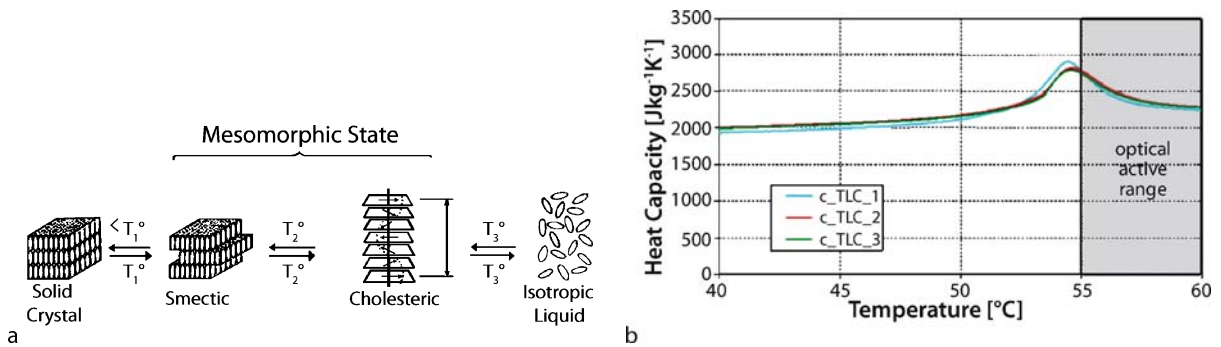 Mesomorphic State
< T₁°
T₁°
T₂°
T₂°
T₃°
T₃°
Solid
Crystal
Smectic
Cholesteric
Isotropic
Liquid
a
Heat Capacity [Jkg⁻¹K⁻¹]
3500
3000
2500
2000
1500
1000
500
0
optical
active
range
c_TLC_1
c_TLC_2
c_TLC_3
40
45
50
55
60
Temperature [°C]
b